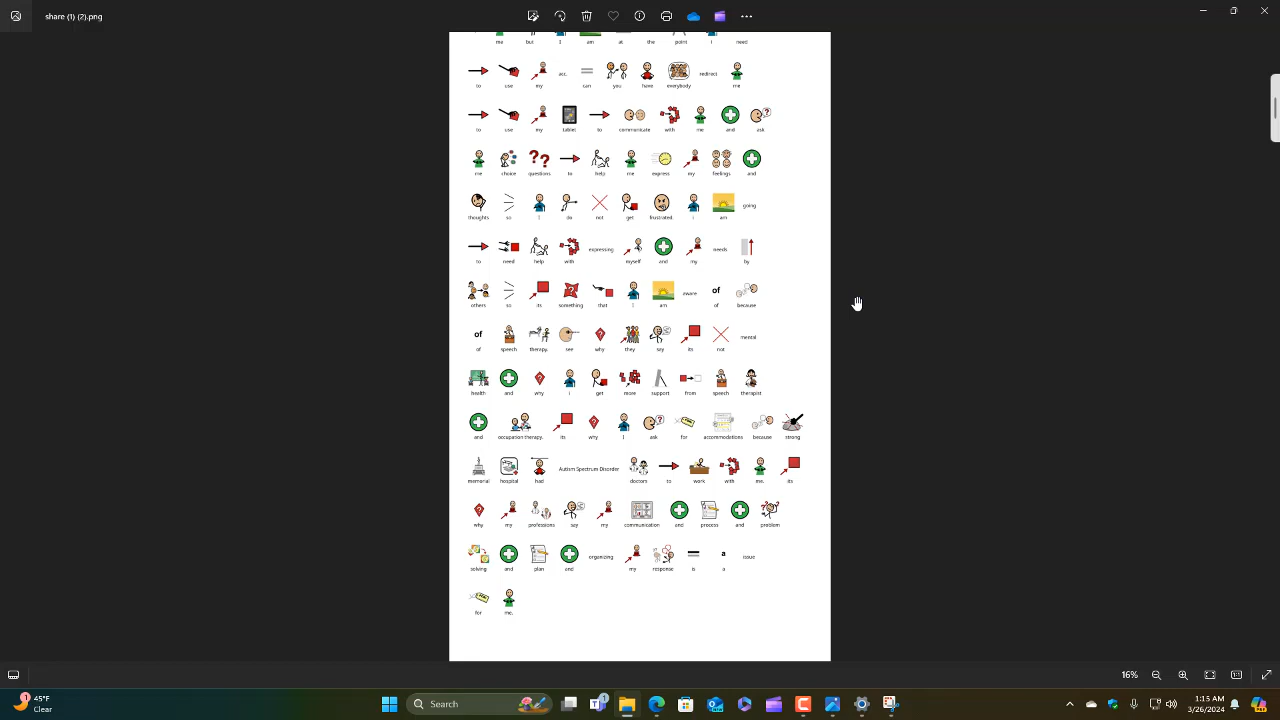 symbol (1) (2).png
me but I am at the point i need
to use my acc. can you have everybody redirect me
to use my tablet to communicate with me and ask
me choice questions to help me express my feelings and
thoughts so I do not get frustrated. i am going
to need help with expressing myself and my needs by
others so its something that I am aware of of because
of of speech therapy. see why they say its not mental
health and why i get more support from speech therapist
and occupation therapy. its why I ask for accommodations because strong
memorial hospital had Autism Spectrum Disorder doctors to work with me. its
why my professions say my communication and process and problem
solving and plan and organizing my response is a a issue
for me.
100%
1 45°F
Clear
Search
1
1:15 AM
3/26/2024